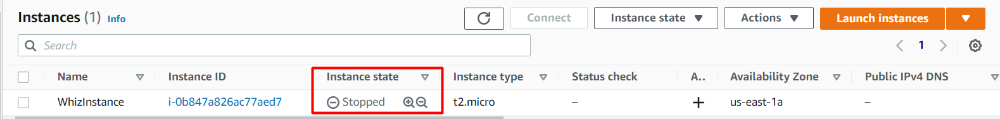 Instances (1) Info
Connect Instance state Actions Launch instances
Search
1
Name Instance ID Instance state Instance type Status check A.. Availability Zone Public IPv4 DNS
WhizInstance i-0b847a826ac77aed7 Stopped t2.micro – + us-east-1a –